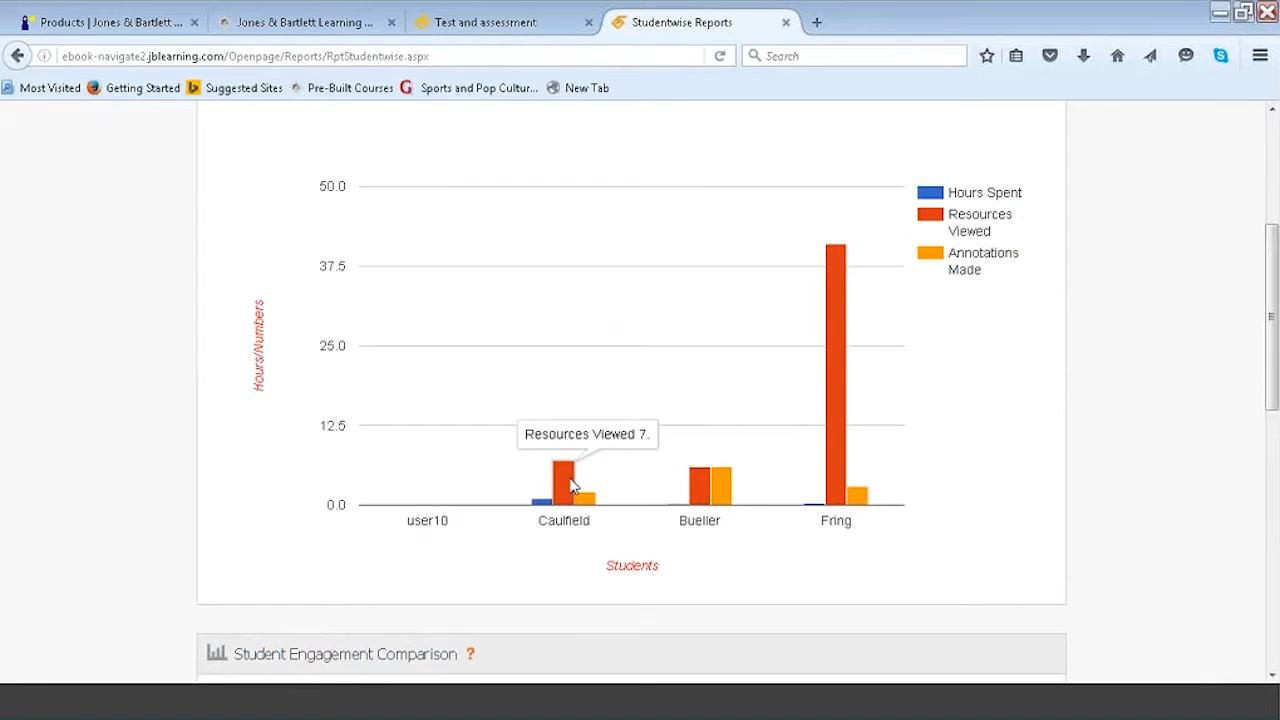 Products | Jones & Bartlett ...
Jones & Bartlett Learning ...
Test and assessment
Studentwise Reports
ebook-navigate2.jblearning.com/Openpage/Reports/RptStudentwise.aspx
Search
Most Visited
Getting Started
Suggested Sites
Pre-Built Courses
Sports and Pop Cultur...
New Tab
50.0
37.5
25.0
12.5
0.0
Hours/Numbers
Hours Spent
Resources
Viewed
Annotations
Made
Resources Viewed 7.
user10
Caulfield
Bueller
Fring
Students
Student Engagement Comparison ?